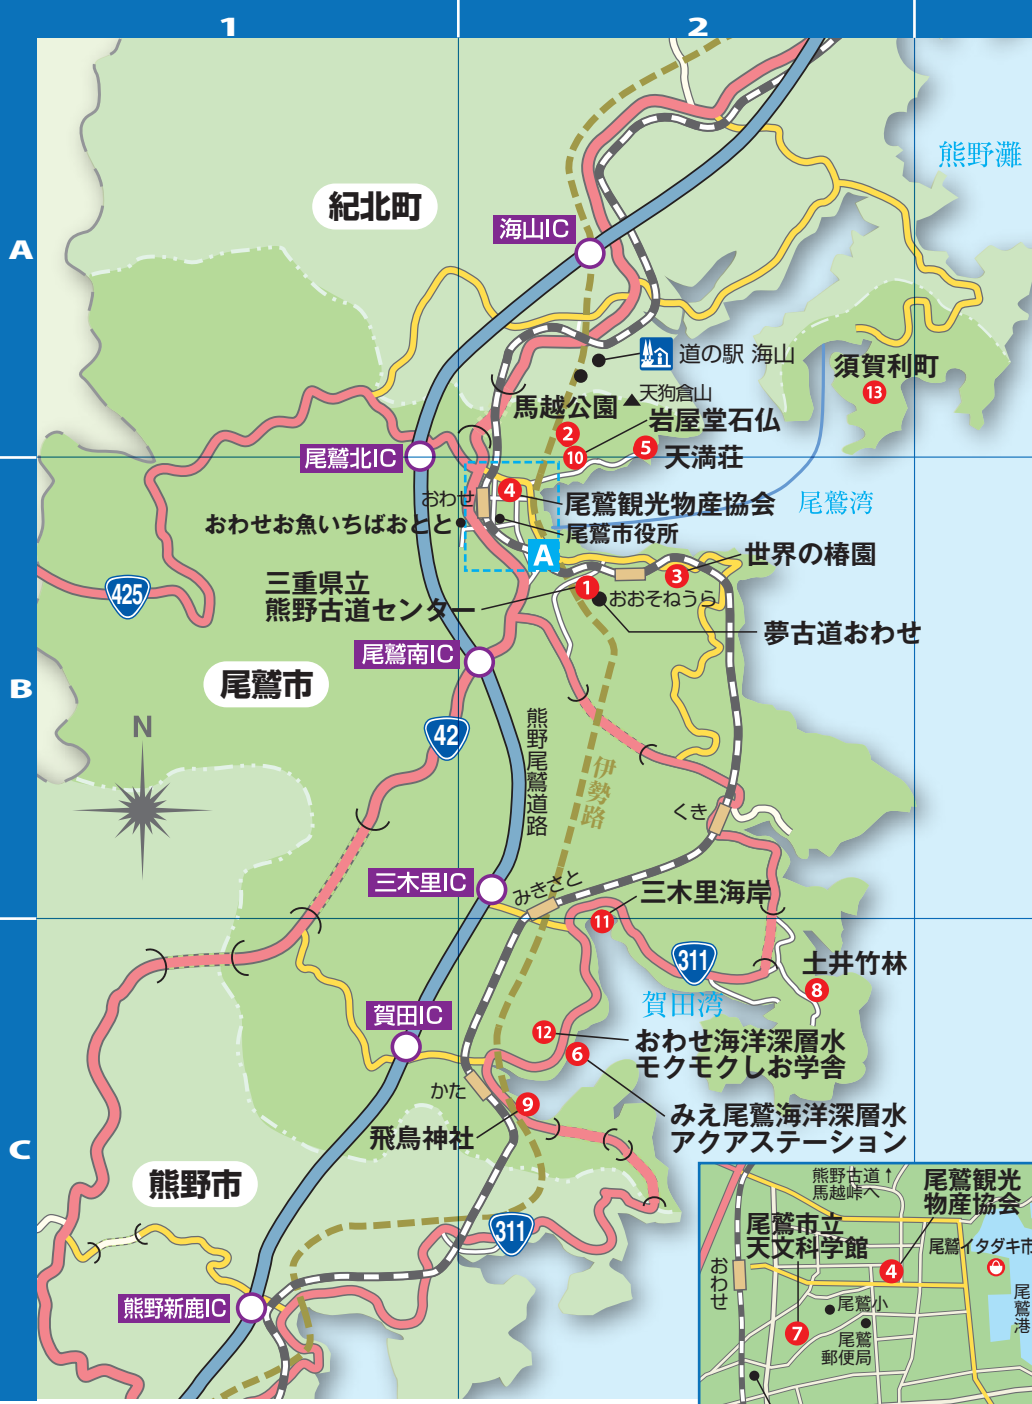 1
2
熊野灘
紀北町
海山IC
A
道の駅 海山
須賀利町
13
天狗倉山
馬越公園
岩屋堂石仏
2
5
天満荘
10
尾鷲北IC
おわせ
4
尾鷲観光物産協会
尾鷲湾
おわせお魚いちばおとと
尾鷲市役所
A
世界の椿園
三重県立
熊野古道センター
425
1
3
おおそねうら
夢古道おわせ
尾鷲南IC
尾鷲市
B
N
42
熊野尾鷲道路
伊勢路
くき
三木里IC
みきさと
三木里海岸
11
311
土井竹林
8
賀田湾
賀田IC
12
おわせ海洋深層水
モクモクしお学舎
6
かた
9
みえ尾鷲海洋深層水
アクアステーション
飛鳥神社
C
熊野市
311
熊野新鹿IC
熊野古道↑
馬越峠へ
尾鷲観光
物産協会
尾鷲市立
天文科学館
尾鷲イタダキ市
おわせ
4
尾鷲港
尾鷲小
7
尾鷲
郵便局